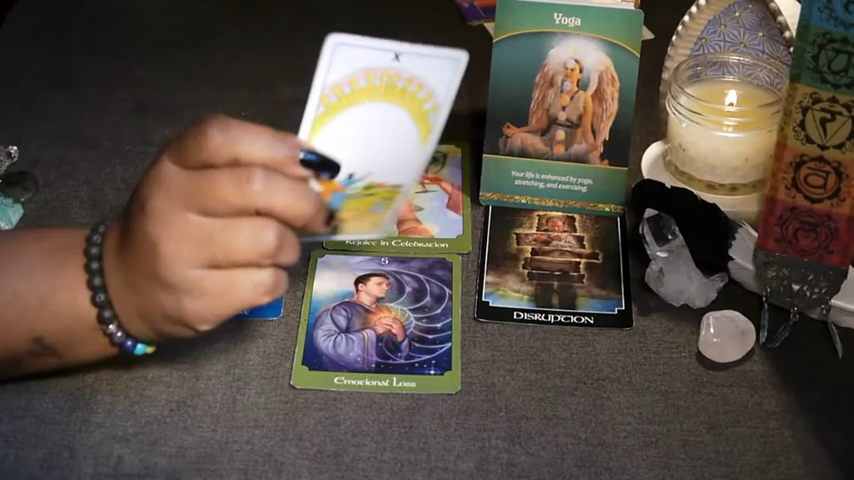 X
Yoga
Your life is enhanced by yoga,
stretching, and exercising.
Rejoice in Celebration
5
Emotional Loss
DISRUPTION